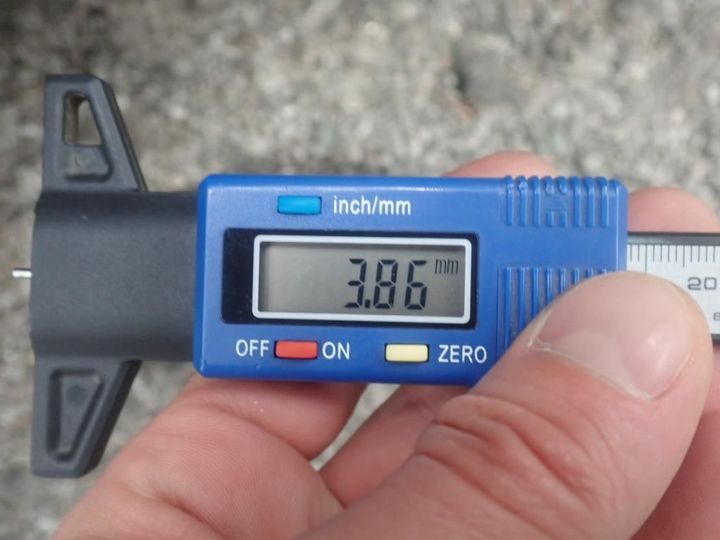 inch/mm
3.86 mm
OFF ON ZERO
20